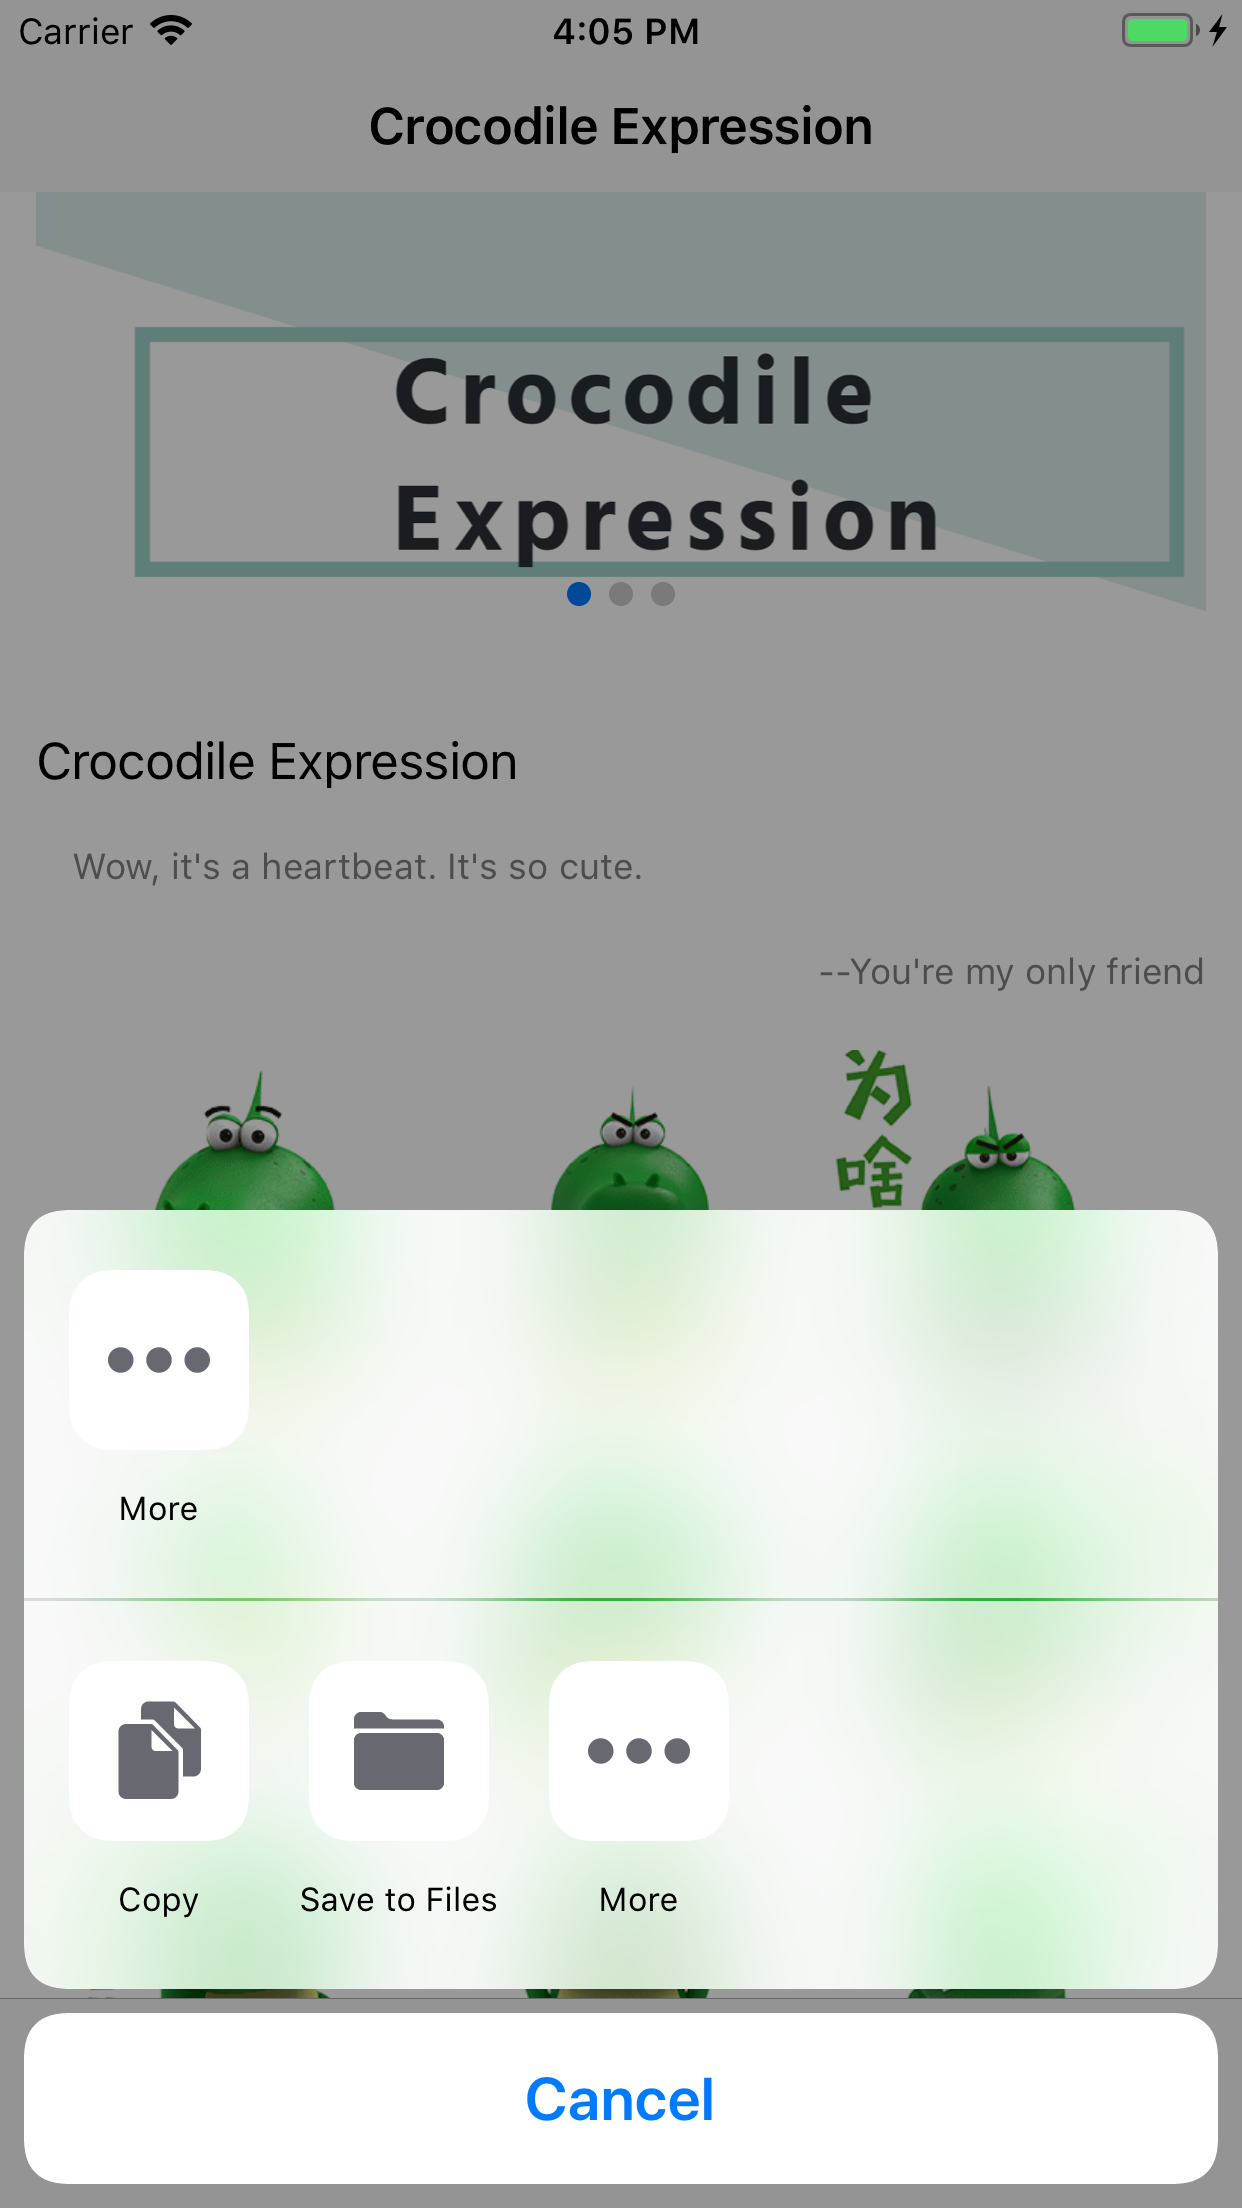 Carrier 4:05 PM
Crocodile Expression
Crocodile
Expression
Crocodile Expression
Wow, it's a heartbeat. It's so cute.
--You're my only friend
为
啥
More
Copy Save to Files More
Cancel